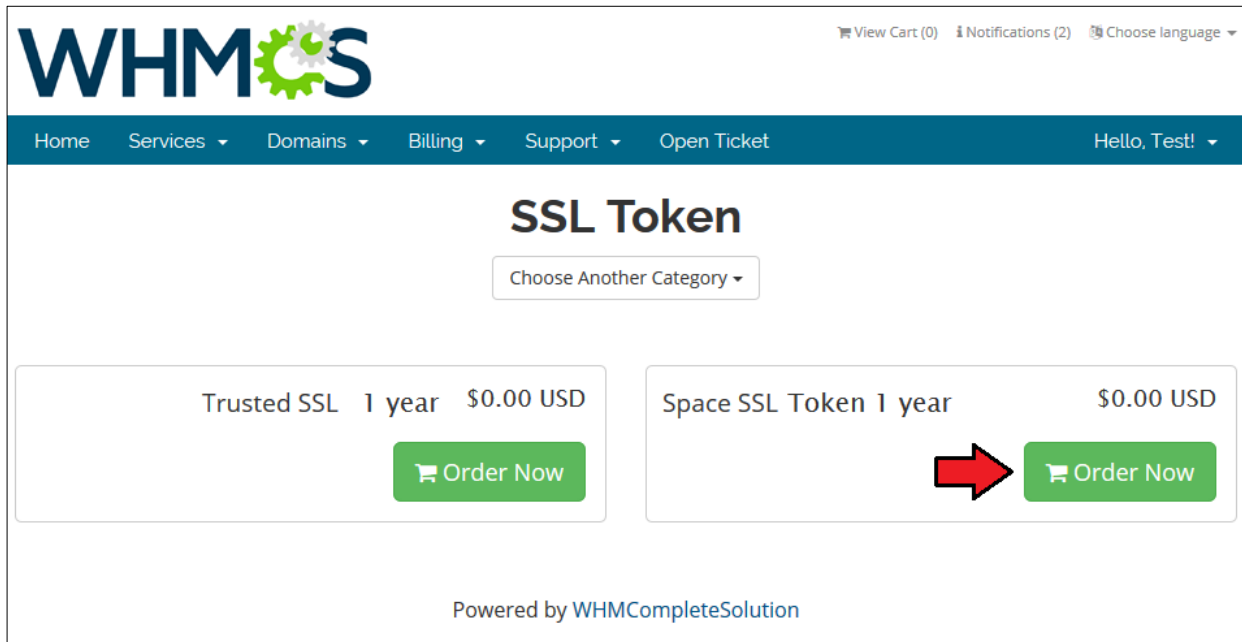 WHMCS
View Cart (0) Notifications (2) Choose language
Home Services Domains Billing Support Open Ticket Hello, Test!
SSL Token
Choose Another Category
Trusted SSL 1 year $0.00 USD
Order Now
Space SSL Token 1 year $0.00 USD
Order Now
Powered by WHMCompleteSolution